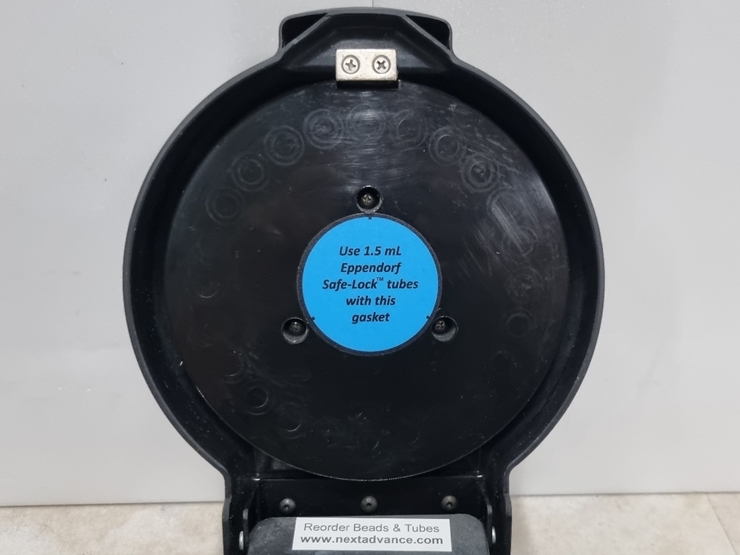 Use 1.5 mL
Eppendorf
Safe-Lock™ tubes
with this
gasket
Reorder Beads & Tubes
www.nextadvance.com